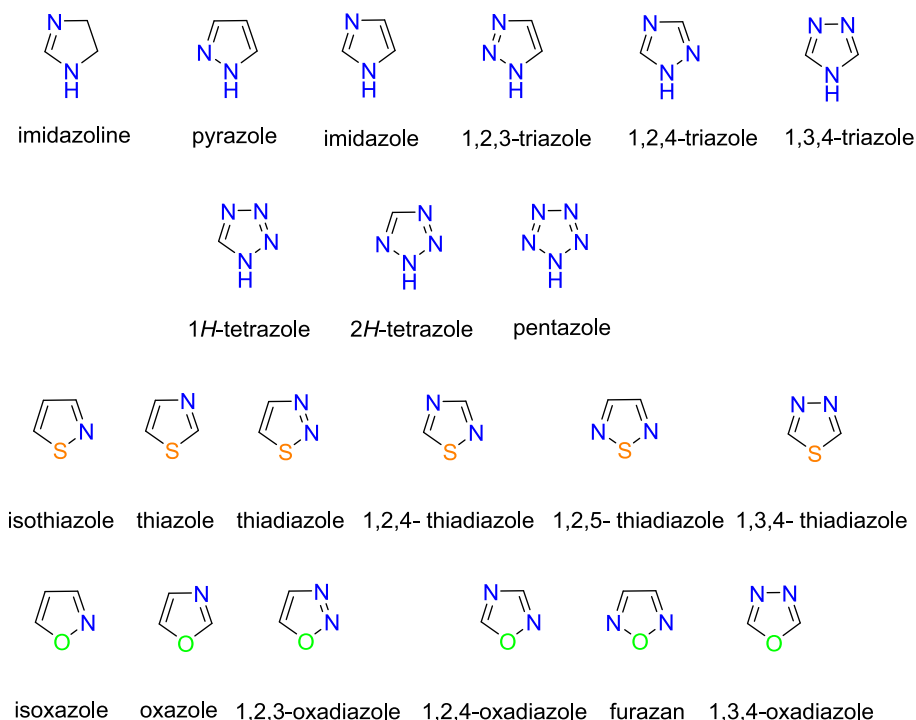 N N N N N N N N
N N N N
N N N N N N
H H H H H H
imidazoline pyrazole imidazole 1,2,3-triazole 1,2,4-triazole 1,3,4-triazole
N N N N N
N N N N N
N N N
H H H
1H-tetrazole 2H-tetrazole pentazole
N N N N N
N N N N N
S S S S S S
isothiazole thiazole thiadiazole 1,2,4- thiadiazole 1,2,5- thiadiazole 1,3,4- thiadiazole
N N N N N
N N N N N
O O O O O O
isoxazole oxazole 1,2,3-oxadiazole 1,2,4-oxadiazole furazan 1,3,4-oxadiazole